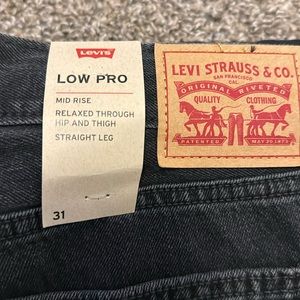 Levi's
LOW PRO
MID RISE
RELAXED THROUGH
HIP AND THIGH
STRAIGHT LEG
31
LEVI STRAUSS & CO.
SAN FRANCISCO
CAL.
ORIGINAL RIVETED
QUALITY CLOTHING
PATENTED MAY 20 1873